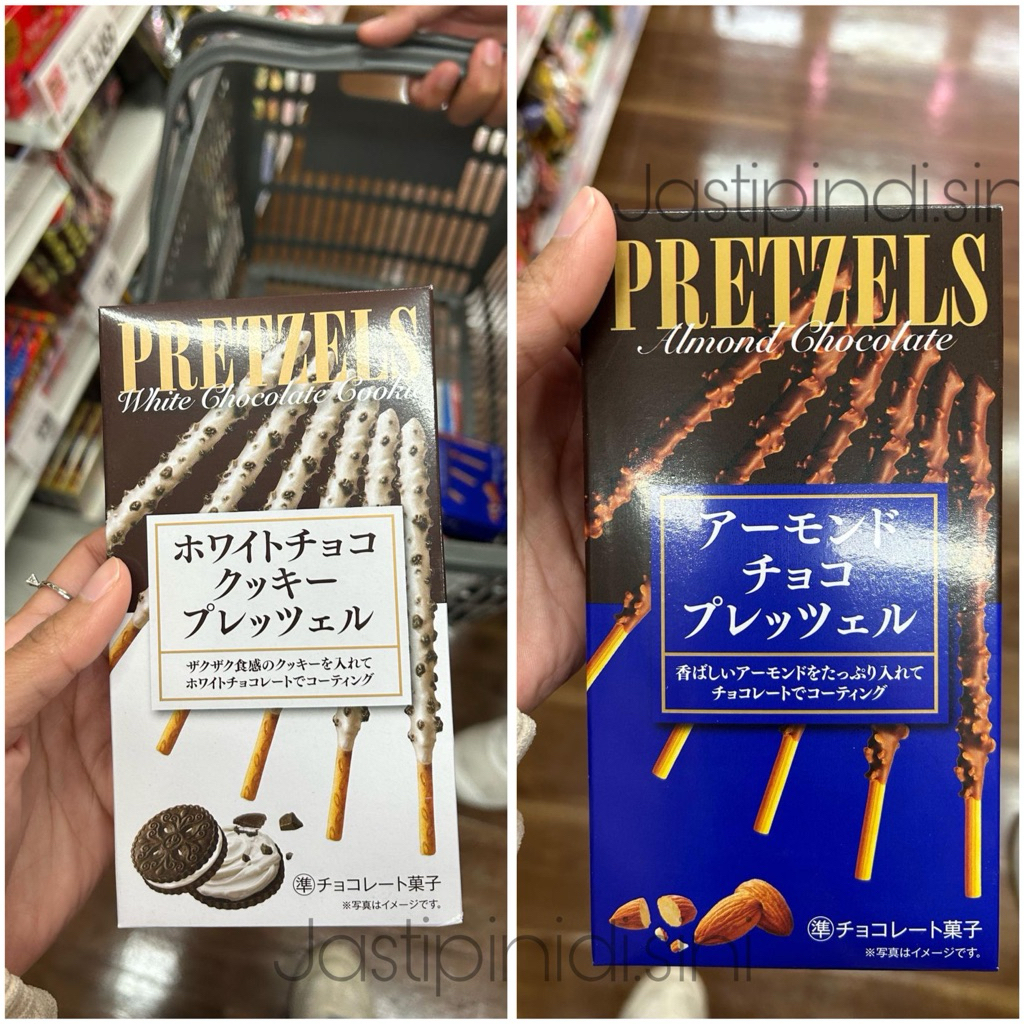 PRETZELS
White Chocolate Cookie
ホワイトチョコ
クッキー
プレッツェル
ザクザク食感のクッキーを入れて
ホワイトチョコレートでコーティング
準チョコレート菓子
※写真はイメージです。
Jastipindi.sini
PRETZELS
Almond Chocolate
アーモンド
チョコ
プレッツェル
香ばしいアーモンドをたっぷり入れて
チョコレートでコーティング
準チョコレート菓子
※写真はイメージです。
Jastipinidi.sini